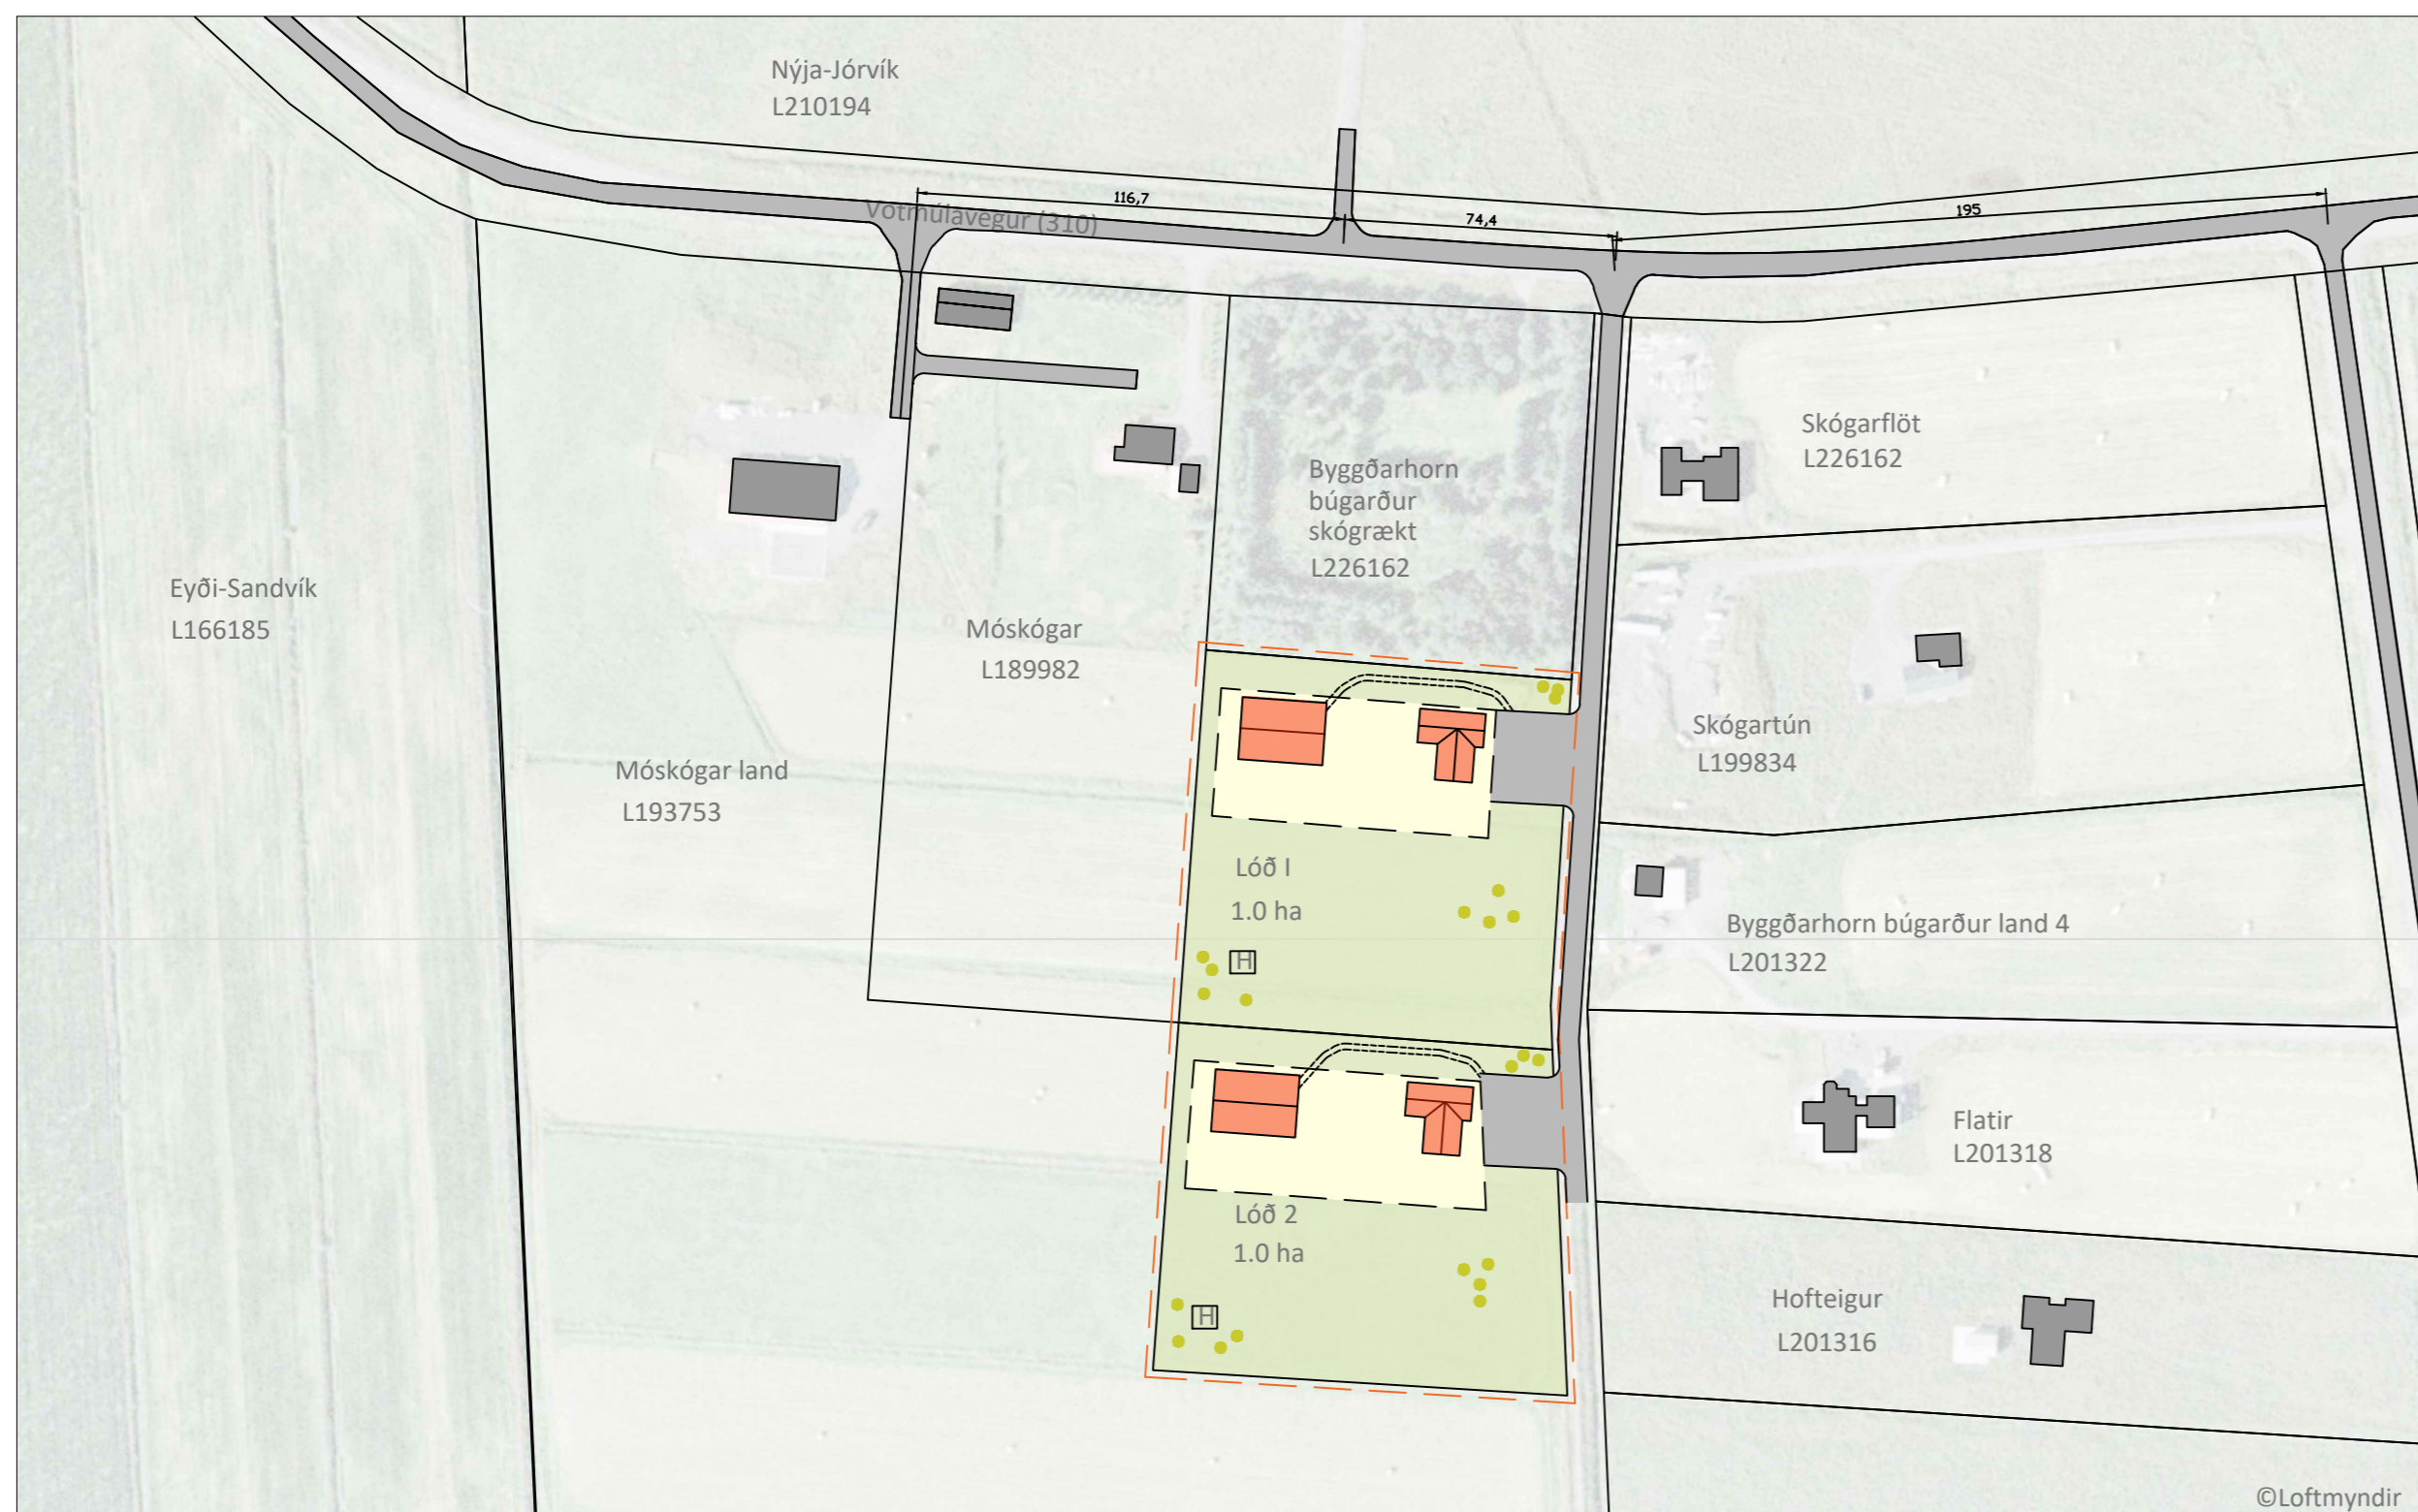 Nýja-Jórvík
L210194
116,7
74,4
195
Votmúlavegur (310)
Skógarflöt
L226162
Byggðarhorn
búgarður
skógrækt
L226162
Eyði-Sandvík
L166185
Móskógar
L189982
Skógartún
L199834
Móskógar land
L193753
Lóð I
1.0 ha
Byggðarhorn búgarður land 4
L201322
H
Flatir
L201318
Lóð 2
1.0 ha
Hofteigur
L201316
H
©Loftmyndir